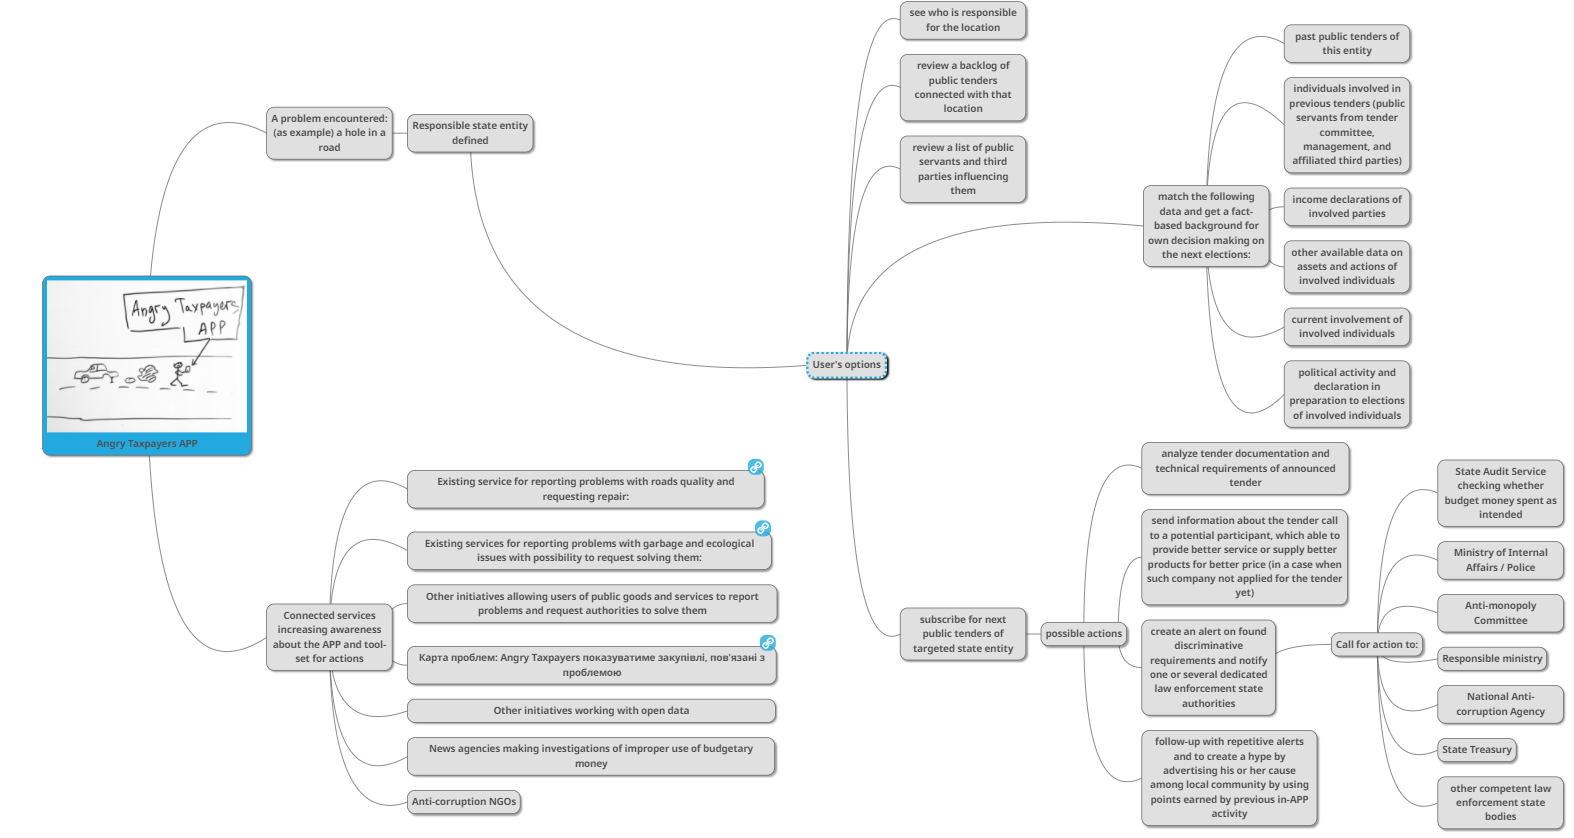 Angry Taxpayers
APP
Angry Taxpayers APP
A problem encountered:
(as example) a hole in a
road
Responsible state entity
defined
User's options
see who is responsible
for the location
review a backlog of
public tenders
connected with that
location
review a list of public
servants and third
parties influencing
them
match the following
data and get a fact-
based background for
own decision making on
the next elections:
past public tenders of
this entity
individuals involved in
previous tenders (public
servants from tender
committee,
management, and
affiliated third parties)
income declarations of
involved parties
other available data on
assets and actions of
involved individuals
current involvement of
involved individuals
political activity and
declaration in
preparation to elections
of involved individuals
subscribe for next
public tenders of
targeted state entity
possible actions
analyze tender documentation and
technical requirements of announced
tender
send information about the tender call
to a potential participant, which able to
provide better service or supply better
products for better price (in a case when
such company not applied for the tender
yet)
create an alert on found
discriminative
requirements and notify
one or several dedicated
law enforcement state
authorities
Call for action to:
State Audit Service
checking whether
budget money spent as
intended
Ministry of Internal
Affairs / Police
Anti-monopoly
Committee
Responsible ministry
National Anti-
corruption Agency
State Treasury
other competent law
enforcement state
bodies
follow-up with repetitive alerts
and to create a hype by
advertising his or her cause
among local community by using
points earned by previous in-APP
activity
Connected services
increasing awareness
about the APP and tool-
set for actions
Existing service for reporting problems with roads quality and
requesting repair:
Existing services for reporting problems with garbage and ecological
issues with possibility to request solving them:
Other initiatives allowing users of public goods and services to report
problems and request authorities to solve them
Карта проблем: Angry Taxpayers показуватиме закупівлі, пов'язані з
проблемою
Other initiatives working with open data
News agencies making investigations of improper use of budgetary
money
Anti-corruption NGOs